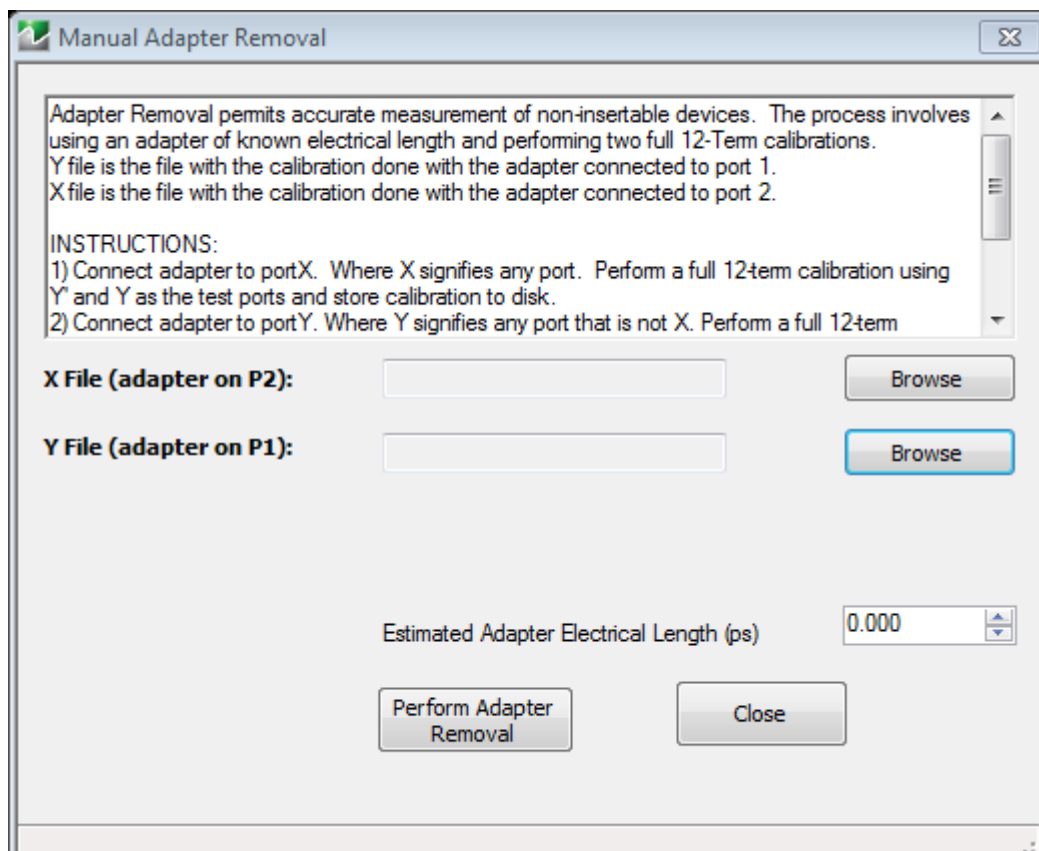 Manual Adapter Removal
Adapter Removal permits accurate measurement of non-insertable devices.  The process involves
using an adapter of known electrical length and performing two full 12-Term calibrations.
Y file is the file with the calibration done with the adapter connected to port 1.
X file is the file with the calibration done with the adapter connected to port 2.
INSTRUCTIONS:
1) Connect adapter to portX.  Where X signifies any port.  Perform a full 12-term calibration using
Y' and Y as the test ports and store calibration to disk.
2) Connect adapter to portY. Where Y signifies any port that is not X. Perform a full 12-term
X File (adapter on P2):
Browse
Y File (adapter on P1):
Browse
Estimated Adapter Electrical Length (ps)
0.000
Perform Adapter
Removal
Close